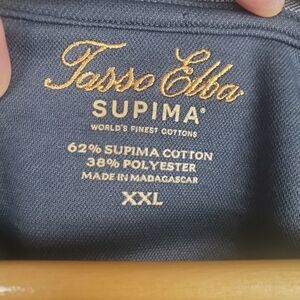 Tasso Elba
SUPIMA®
WORLD'S FINEST COTTONS
62% SUPIMA COTTON
38% POLYESTER
MADE IN MADAGASCAR
XXL